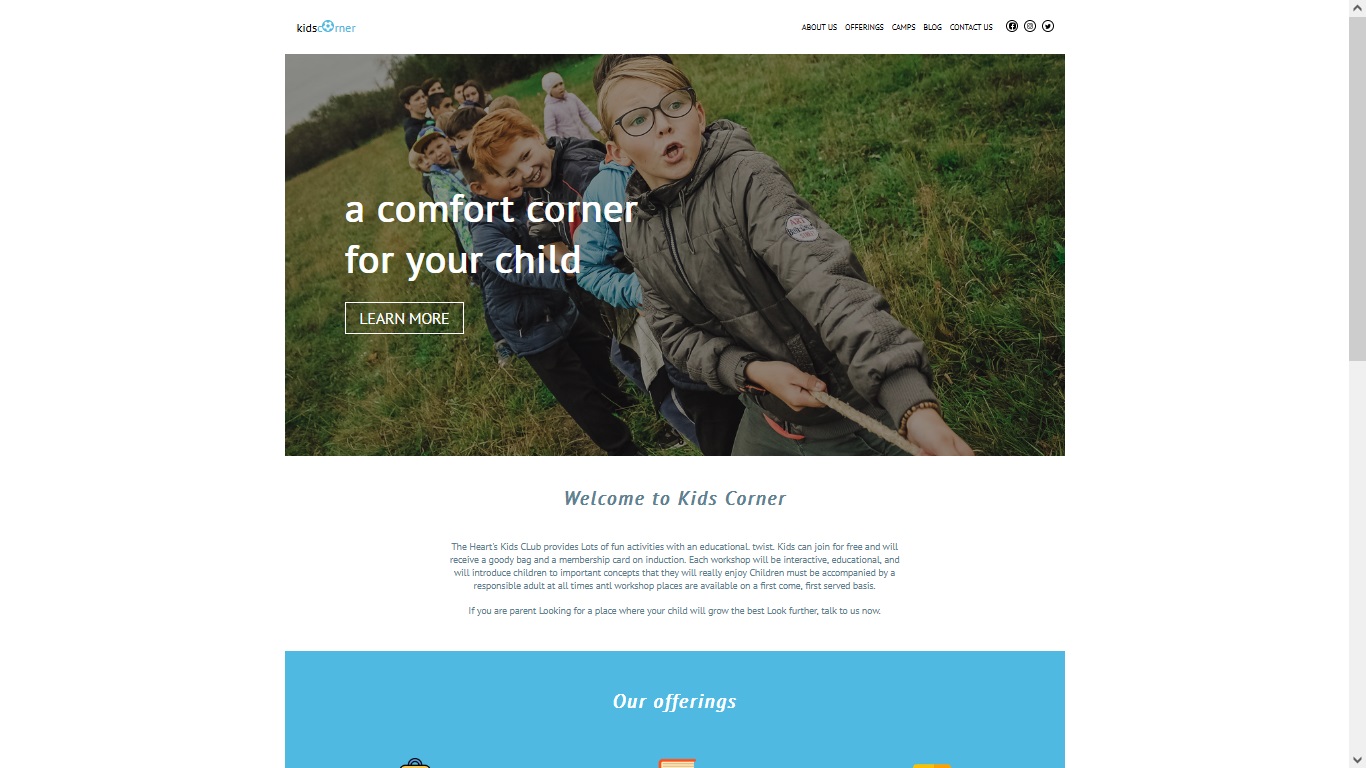 kidscorner
ABOUT US OFFERINGS CAMPS BLOG CONTACT US
a comfort corner
for your child
LEARN MORE
Welcome to Kids Corner
The Heart's Kids CLub provides Lots of fun activities with an educational. twist. Kids can join for free and will
receive a goody bag and a membership card on induction. Each workshop will be interactive, educational, and
will introduce children to important concepts that they will really enjoy Children must be accompanied by a
responsible adult at all times antl workshop places are available on a first come, first served basis.
If you are parent Looking for a place where your child will grow the best Look further, talk to us now.
Our offerings